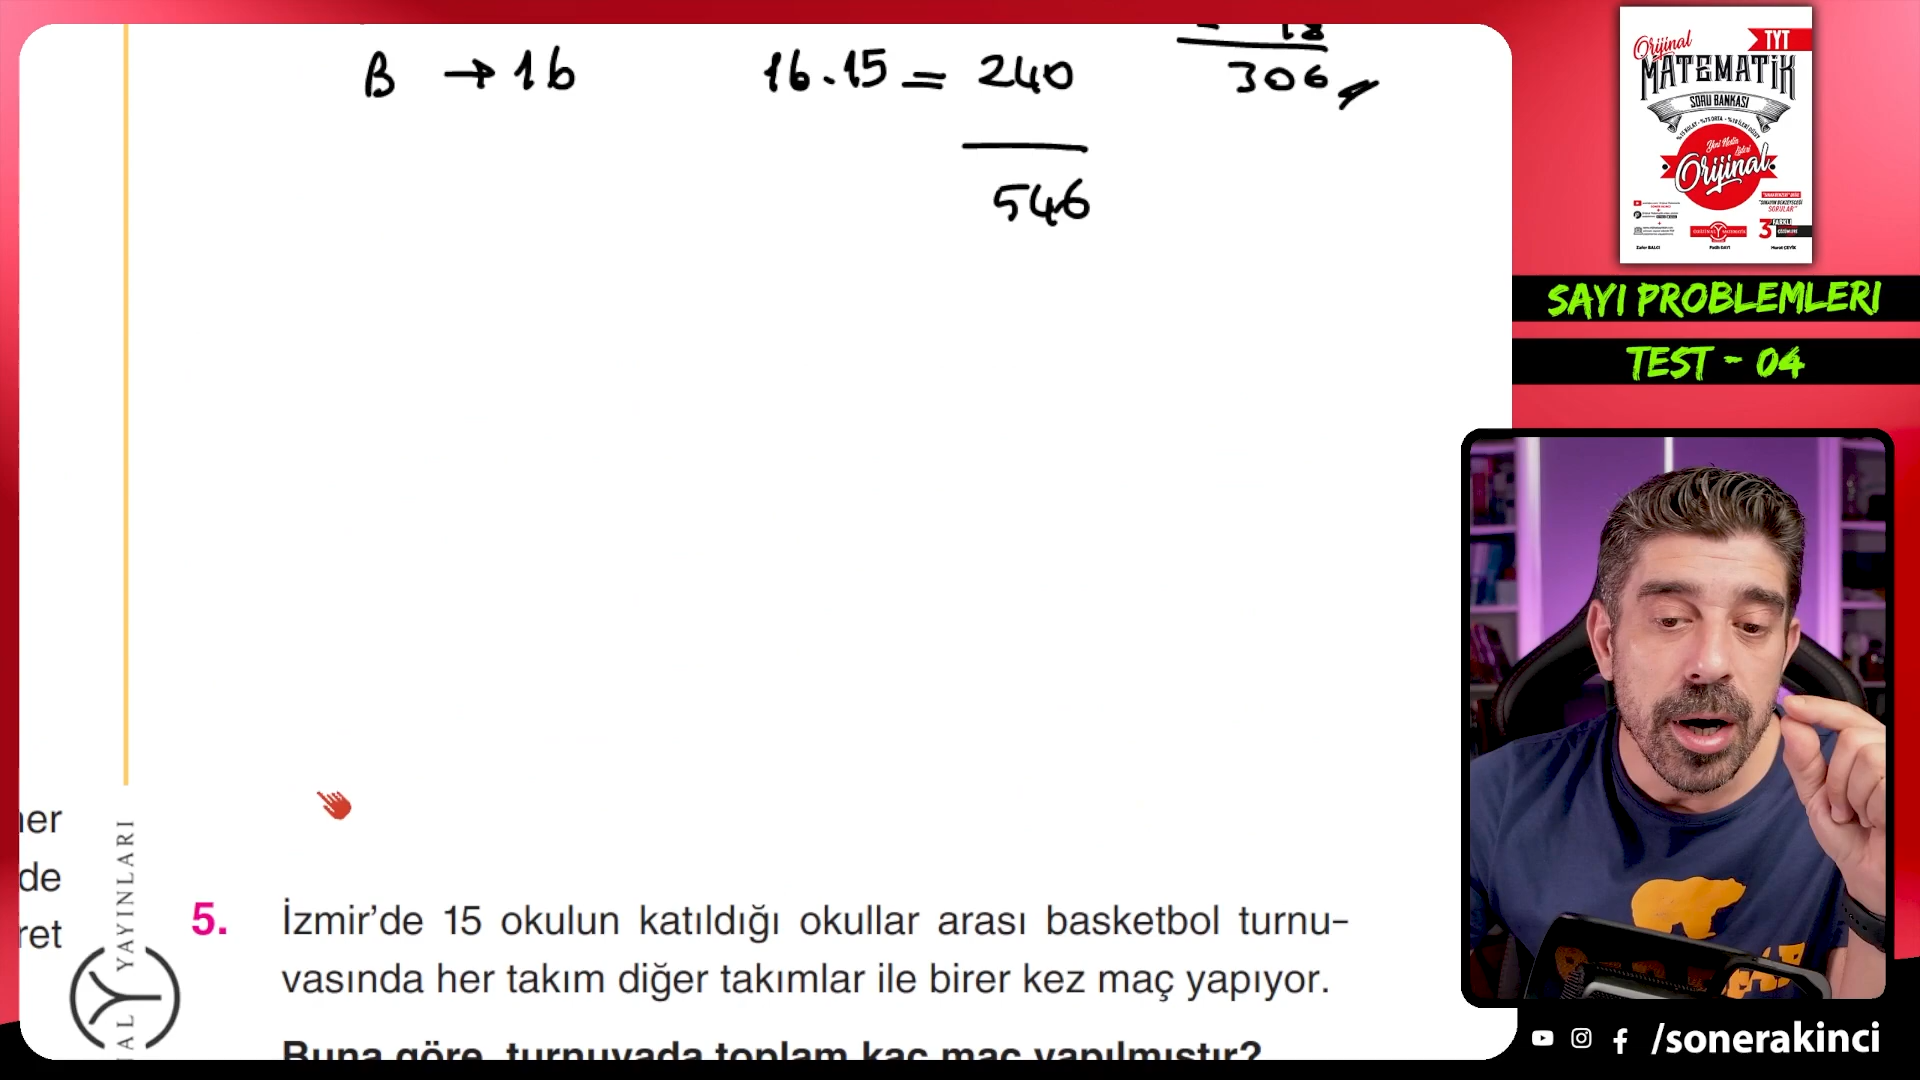 18
B → 16 16.15 = 240 306
546
ner
de
ret
YAYINLARI
5. İzmir'de 15 okulun katıldığı okullar arası basketbol turnu-
vasında her takım diğer takımlar ile birer kez maç yapıyor.
Buna göre, turnuvada toplam kaç maç yapılmıştır?
Orijinal
TYT
MATEMATİK
SORU BANKASI
Orijinal
SAYI PROBLEMLERI
TEST - 04
/sonerakinci